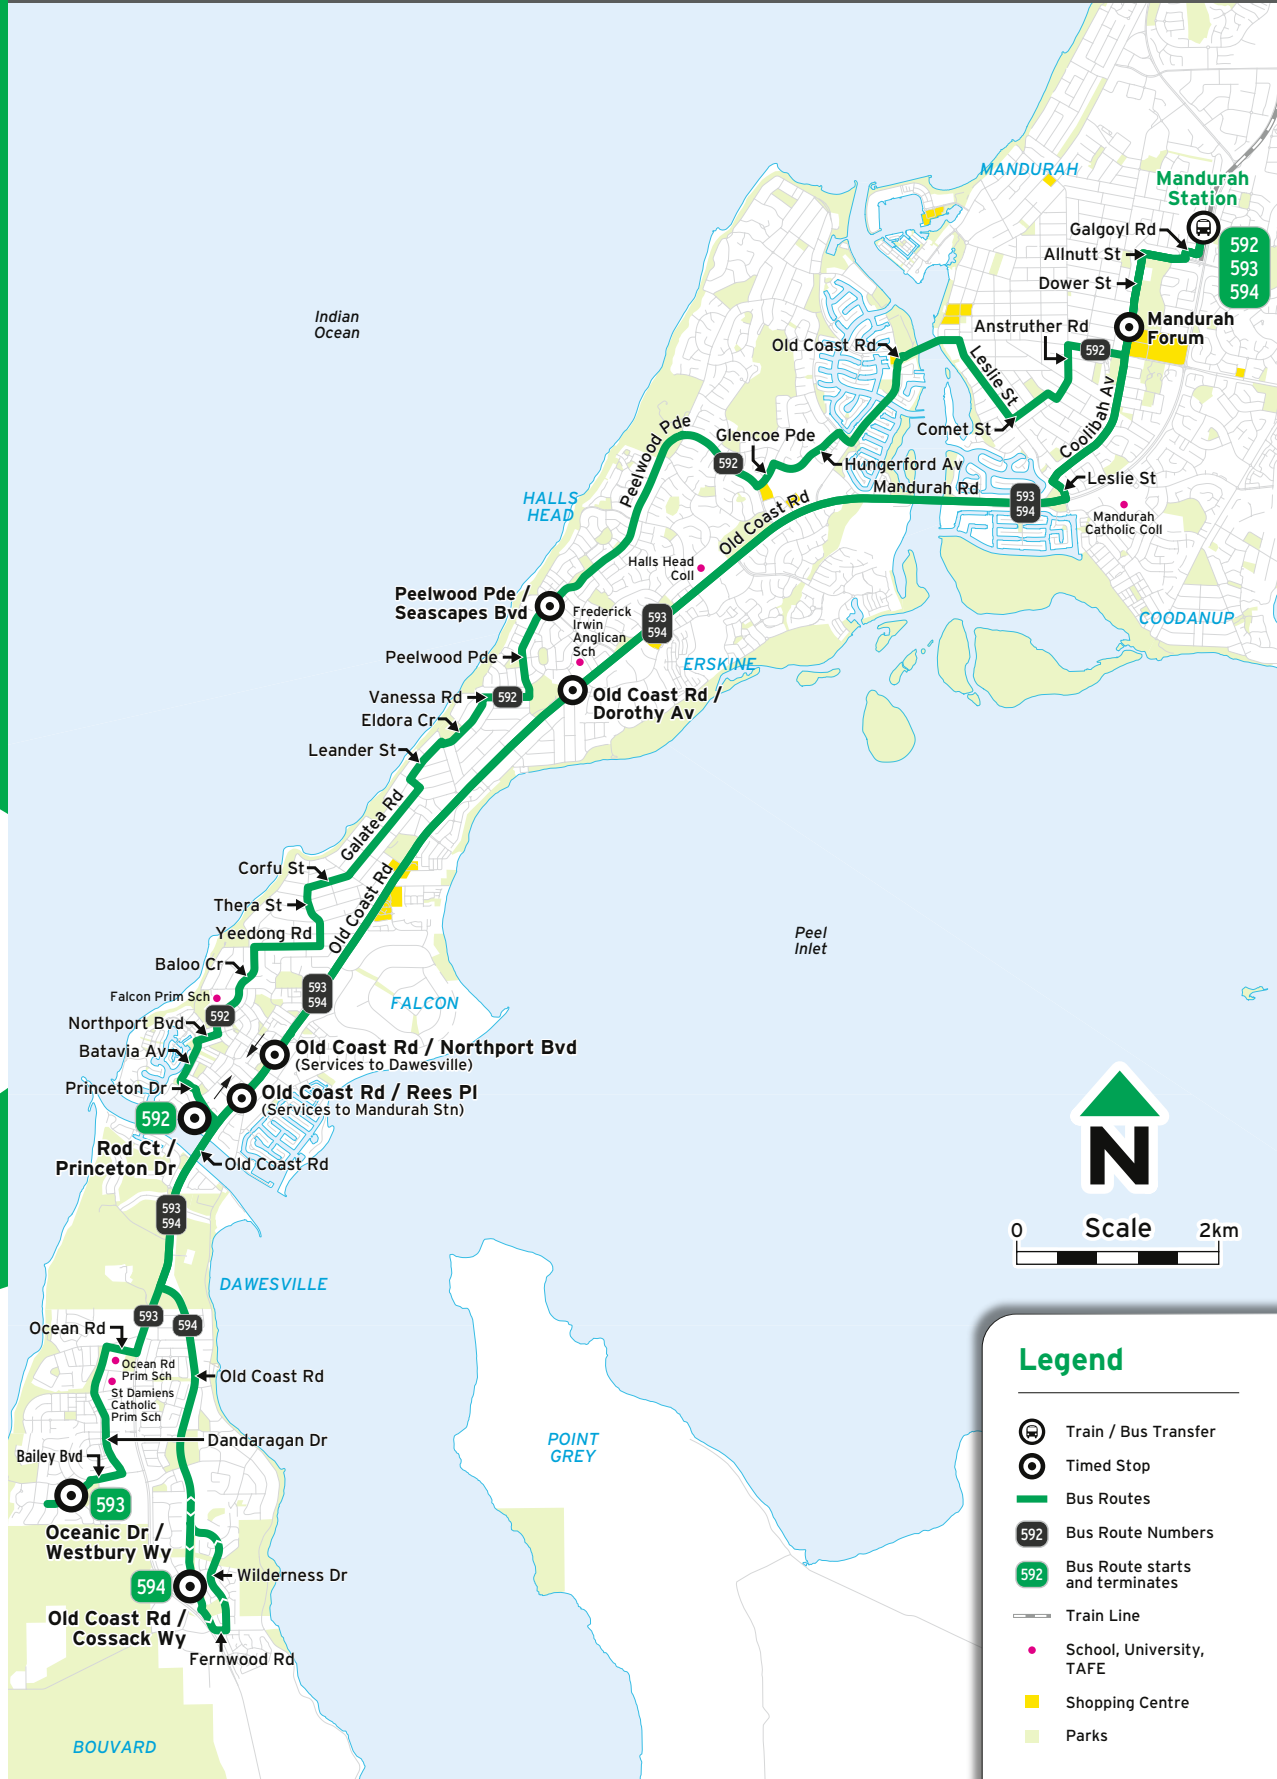 MANDURAH
Mandurah
Station
Galgoyl Rd
Allnutt St
592
593
594
Dower St
Indian
Ocean
Mandurah
Forum
Anstruther Rd
592
Old Coast Rd
Leslie St
Coolibah Av
Comet St
Peelwood Pde
Glencoe Pde
592
Hungerford Av
Leslie St
Mandurah Rd
593
594
HALLS
HEAD
Old Coast Rd
Mandurah
Catholic Coll
Halls Head
Coll
Peelwood Pde /
Seascapes Bvd
Frederick
Irwin
Anglican
Sch
593
594
COODANUP
Peelwood Pde
ERSKINE
Vanessa Rd
592
Old Coast Rd /
Dorothy Av
Eldora Cr
Leander St
Galatea Rd
Corfu St
Old Coast Rd
Thera St
Yeedong Rd
Peel
Inlet
Baloo Cr
593
594
Falcon Prim Sch
FALCON
592
Northport Bvd
Old Coast Rd / Northport Bvd
(Services to Dawesville)
Batavia Av
Princeton Dr
Old Coast Rd / Rees Pl
(Services to Mandurah Stn)
592
Rod Ct /
Princeton Dr
Old Coast Rd
N
593
594
0 Scale 2km
DAWESVILLE
593
594
Ocean Rd
Ocean Rd
Prim Sch
Old Coast Rd
St Damiens
Catholic
Prim Sch
Dandaragan Dr
POINT
GREY
Bailey Bvd
593
Oceanic Dr /
Westbury Wy
Wilderness Dr
594
Old Coast Rd /
Cossack Wy
Fernwood Rd
BOUVARD
Legend
Train / Bus Transfer
Timed Stop
Bus Routes
592 Bus Route Numbers
592 Bus Route starts
and terminates
Train Line
School, University,
TAFE
Shopping Centre
Parks